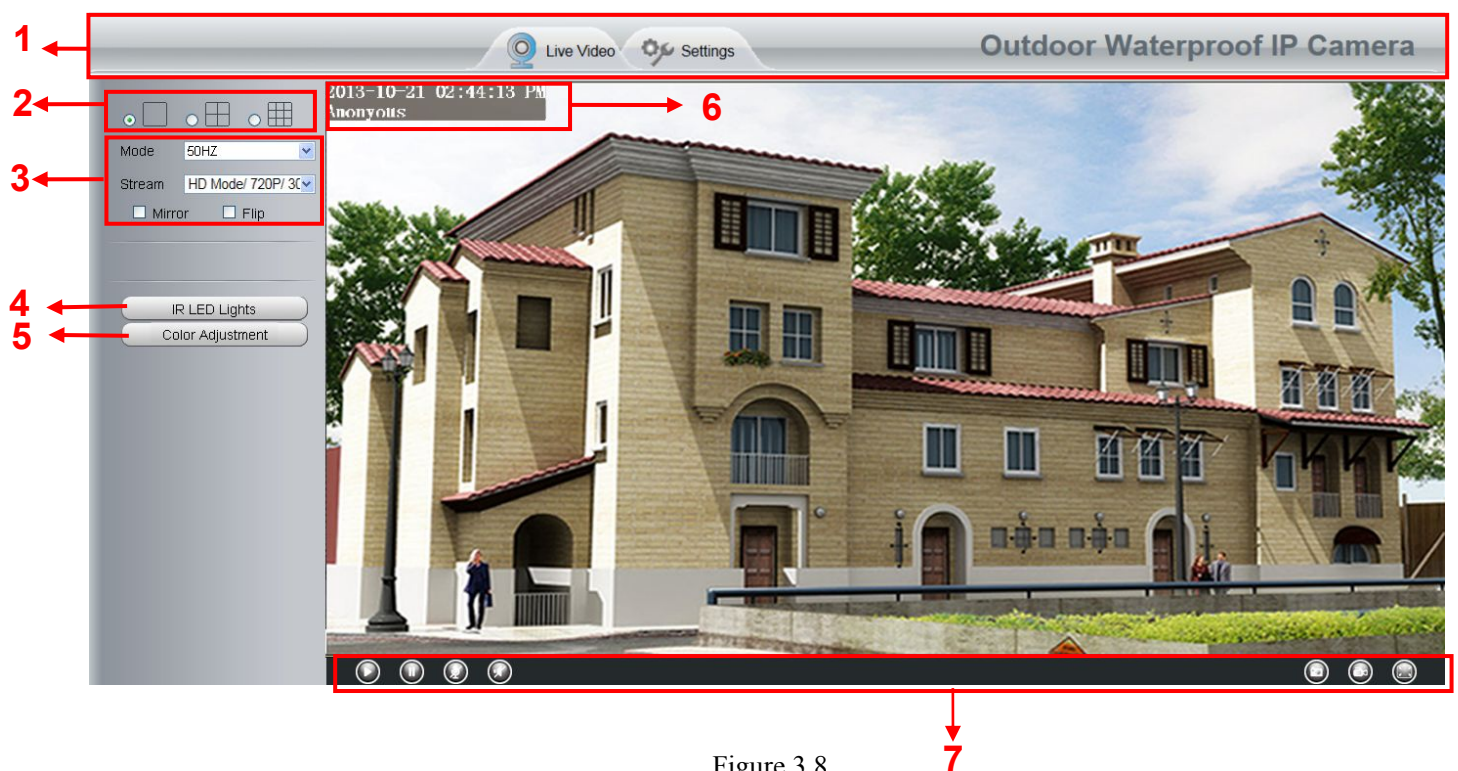 1
Live Video
Settings
Outdoor Waterproof IP Camera
2
2013-10-21 02:44:13 PM
Anonyous
6
Mode 50HZ
3
Stream HD Mode/ 720P/ 30
Mirror Flip
4
IR LED Lights
5
Color Adjustment
7
Figure 3.8